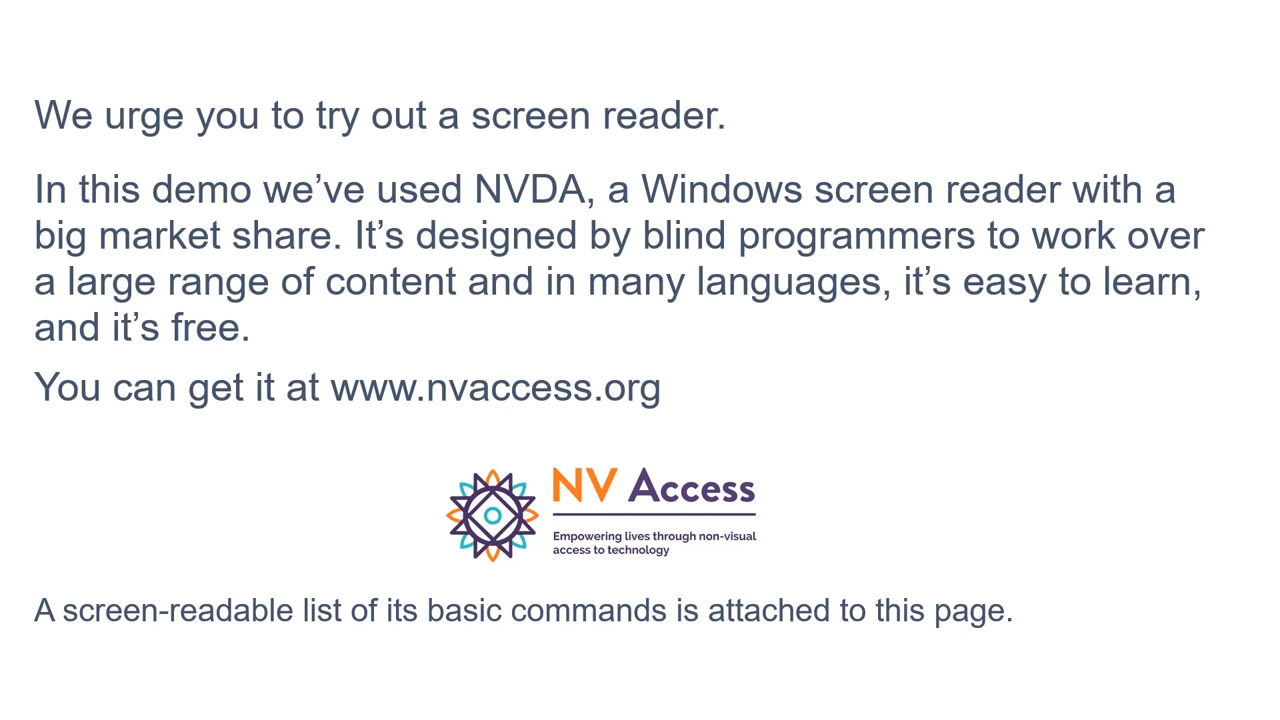 We urge you to try out a screen reader.
In this demo we’ve used NVDA, a Windows screen reader with a
big market share. It’s designed by blind programmers to work over
a large range of content and in many languages, it’s easy to learn,
and it’s free.
You can get it at www.nvaccess.org
NV Access
Empowering lives through non-visual
access to technology
A screen-readable list of its basic commands is attached to this page.